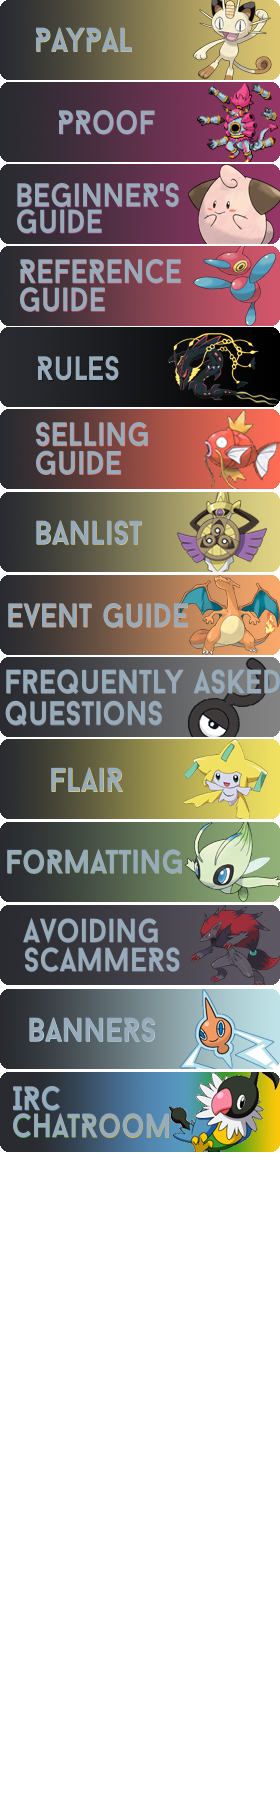 PAYPAL
PROOF
BEGINNER'S
GUIDE
REFERENCE
GUIDE
RULES
SELLING
GUIDE
BANLIST
EVENT GUIDE
FREQUENTLY ASKED
QUESTIONS
FLAIR
FORMATTING
AVOIDING
SCAMMERS
BANNERS
IRC
CHATROOM